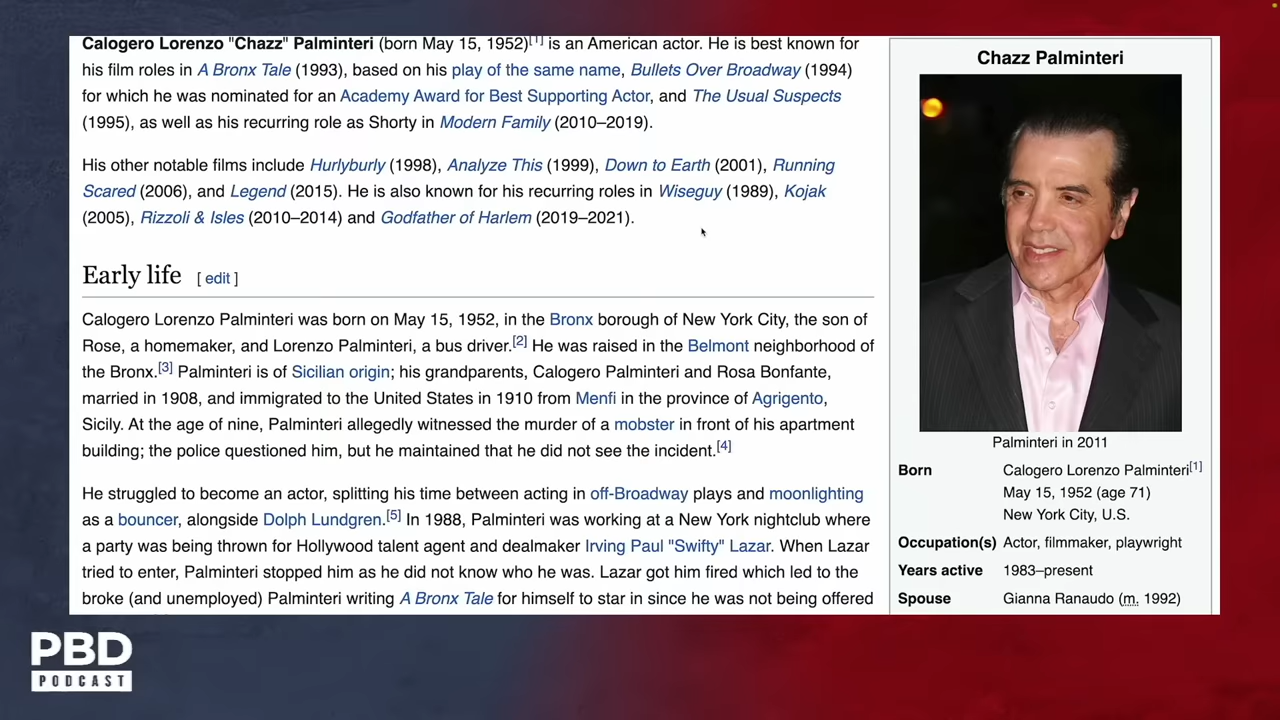 Calogero Lorenzo "Chazz" Palminteri (born May 15, 1952)[1] is an American actor. He is best known for
his film roles in A Bronx Tale (1993), based on his play of the same name, Bullets Over Broadway (1994)
for which he was nominated for an Academy Award for Best Supporting Actor, and The Usual Suspects
(1995), as well as his recurring role as Shorty in Modern Family (2010–2019).
His other notable films include Hurlyburly (1998), Analyze This (1999), Down to Earth (2001), Running
Scared (2006), and Legend (2015). He is also known for his recurring roles in Wiseguy (1989), Kojak
(2005), Rizzoli & Isles (2010–2014) and Godfather of Harlem (2019–2021).
Early life [ edit ]
Calogero Lorenzo Palminteri was born on May 15, 1952, in the Bronx borough of New York City, the son of
Rose, a homemaker, and Lorenzo Palminteri, a bus driver.[2] He was raised in the Belmont neighborhood of
the Bronx.[3] Palminteri is of Sicilian origin; his grandparents, Calogero Palminteri and Rosa Bonfante,
married in 1908, and immigrated to the United States in 1910 from Menfi in the province of Agrigento,
Sicily. At the age of nine, Palminteri allegedly witnessed the murder of a mobster in front of his apartment
building; the police questioned him, but he maintained that he did not see the incident.[4]
He struggled to become an actor, splitting his time between acting in off-Broadway plays and moonlighting
as a bouncer, alongside Dolph Lundgren.[5] In 1988, Palminteri was working at a New York nightclub where
a party was being thrown for Hollywood talent agent and dealmaker Irving Paul "Swifty" Lazar. When Lazar
tried to enter, Palminteri stopped him as he did not know who he was. Lazar got him fired which led to the
broke (and unemployed) Palminteri writing A Bronx Tale for himself to star in since he was not being offered
Chazz Palminteri
Palminteri in 2011
Born Calogero Lorenzo Palminteri[1]
May 15, 1952 (age 71)
New York City, U.S.
Occupation(s) Actor, filmmaker, playwright
Years active 1983–present
Spouse Gianna Ranaudo (m. 1992)
PBD
PODCAST